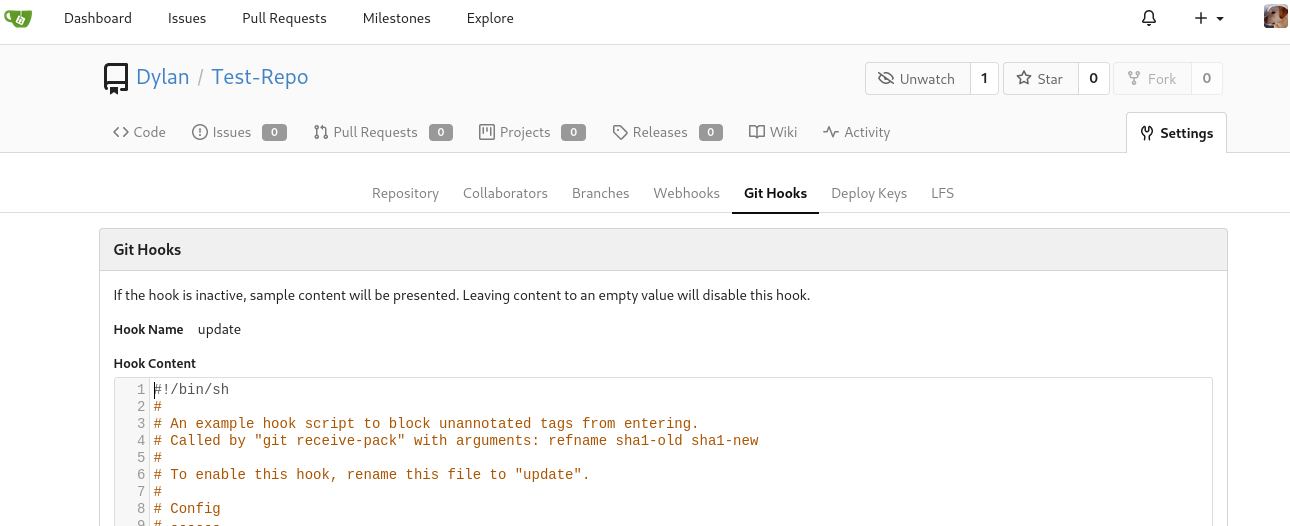 Dashboard Issues Pull Requests Milestones Explore
Dylan / Test-Repo Unwatch 1 Star 0 Fork 0
Code Issues 0 Pull Requests 0 Projects 0 Releases 0 Wiki Activity Settings
Repository Collaborators Branches Webhooks Git Hooks Deploy Keys LFS
Git Hooks
If the hook is inactive, sample content will be presented. Leaving content to an empty value will disable this hook.
Hook Name update
Hook Content
1 #!/bin/sh
2 #
3 # An example hook script to block unannotated tags from entering.
4 # Called by "git receive-pack" with arguments: refname sha1-old sha1-new
5 #
6 # To enable this hook, rename this file to "update".
7 #
8 # Config
9 # ------